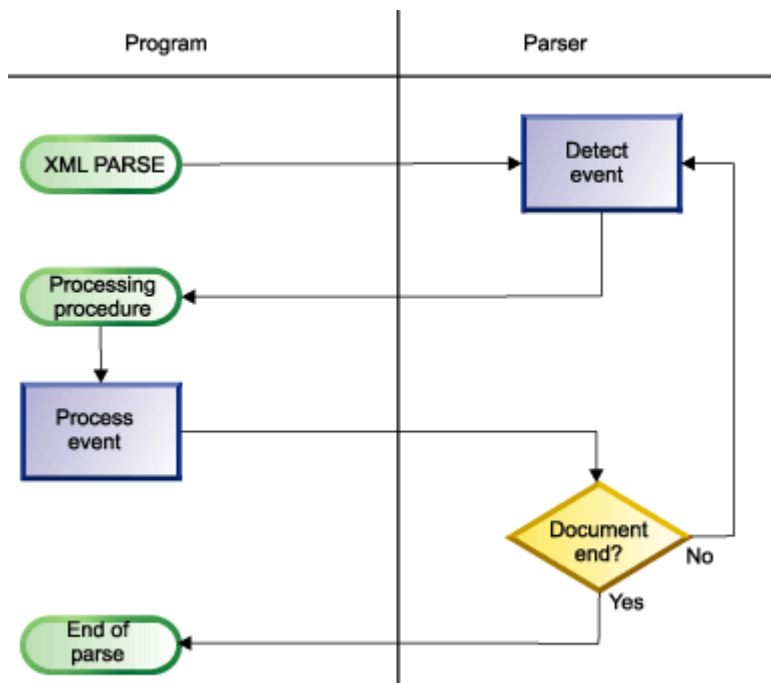 Program
Parser
XML PARSE
Detect
event
Processing
procedure
Process
event
Document
end?
No
Yes
End of
parse